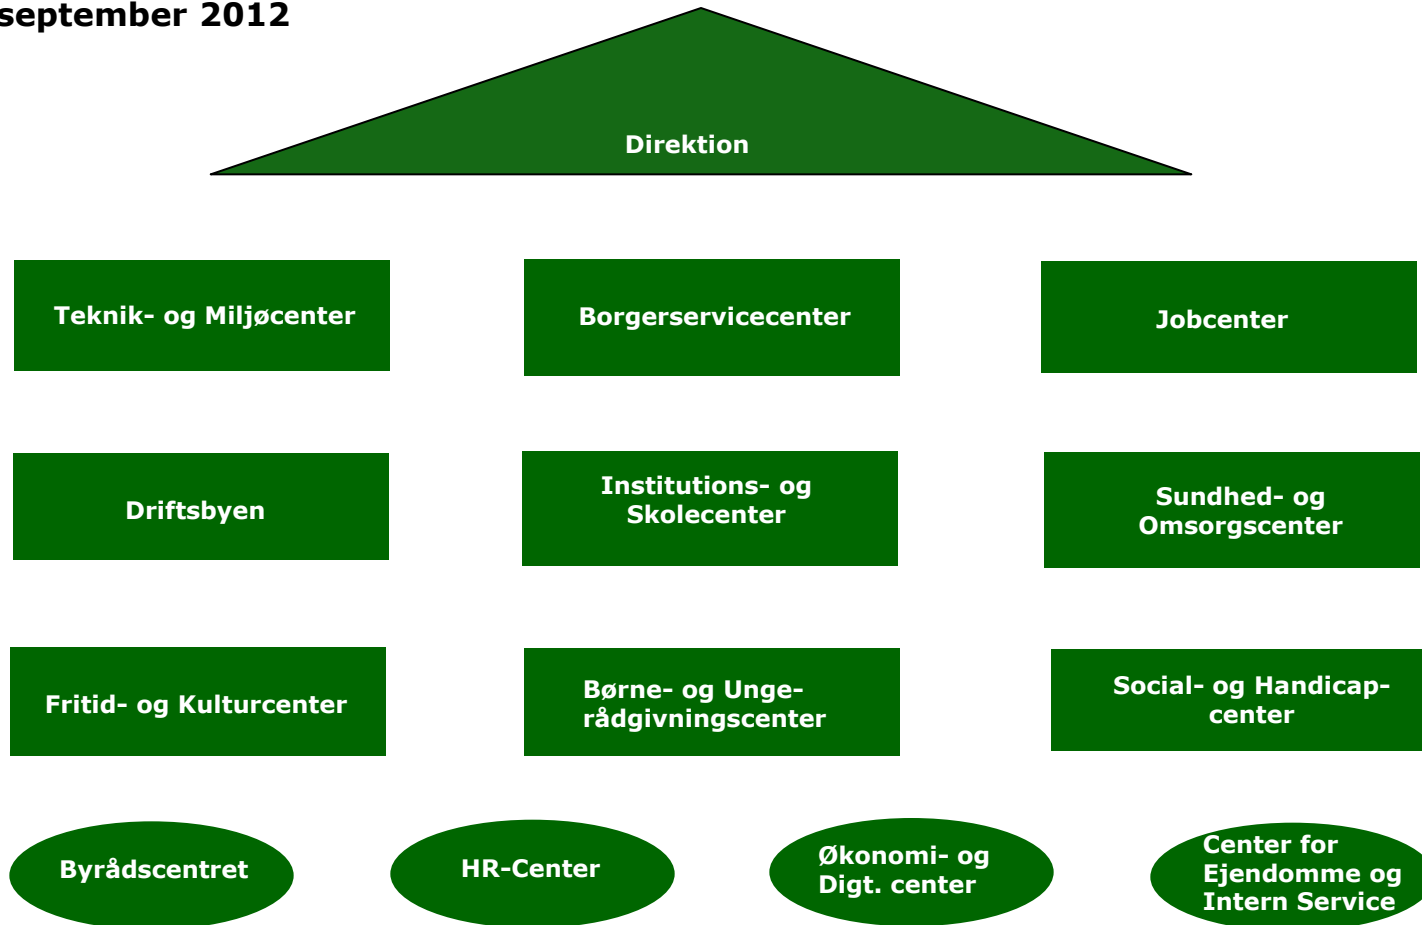 september 2012
Direktion
Teknik- og Miljøcenter
Borgerservicecenter
Jobcenter
Driftsbyen
Institutions- og
Skolecenter
Sundhed- og
Omsorgscenter
Fritid- og Kulturcenter
Børne- og Unge-
rådgivningscenter
Social- og Handicap-
center
Byrådscentret
HR-Center
Økonomi- og
Digt. center
Center for
Ejendomme og
Intern Service